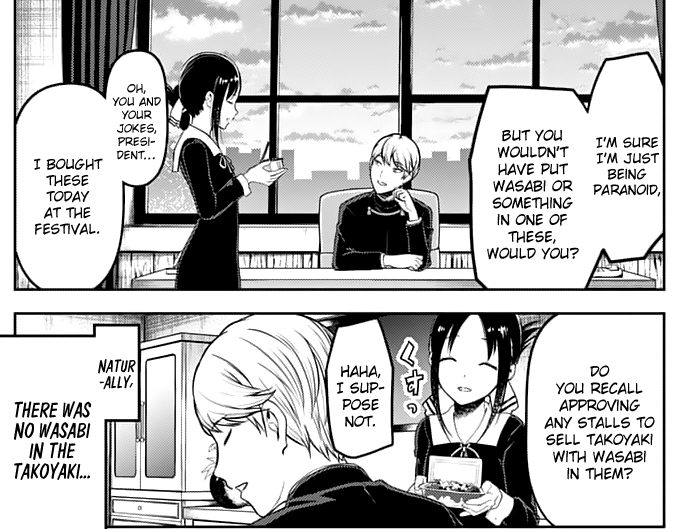 I'M SURE
I'M JUST
BEING
PARANOID,
BUT YOU
WOULDN'T
HAVE PUT
WASABI OR
SOMETHING
IN ONE OF
THESE,
WOULD YOU?
OH,
YOU AND
YOUR
JOKES,
PRESI-
DENT...
I BOUGHT
THESE
TODAY
AT THE
FESTIVAL.
DO
YOU RECALL
APPROVING
ANY STALLS TO
SELL TAKOYAKI
WITH WASABI
IN THEM?
くすっ
HAHA,
I SUP-
POSE
NOT.
NATUR
-ALLY,
THERE WAS
NO WASABI
IN THE
TAKOYAKI...